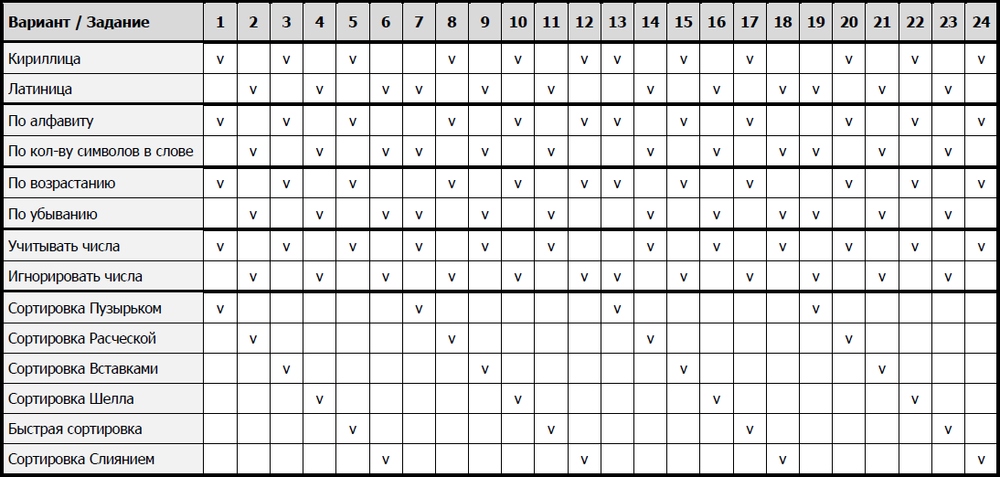 Вариант / Задание 1 2 3 4 5 6 7 8 9 10 11 12 13 14 15 16 17 18 19 20 21 22 23 24
Кириллица v v v v v v v v v v v v
Латиница v v v v v v v v v v v v
По алфавиту v v v v v v v v v v v v
По кол-ву символов в слове v v v v v v v v v v v v
По возрастанию v v v v v v v v v v v v
По убыванию v v v v v v v v v v v v
Учитывать числа v v v v v v v v v v v v
Игнорировать числа v v v v v v v v v v v v
Сортировка Пузырьком v v v v
Сортировка Расческой v v v v
Сортировка Вставками v v v v
Сортировка Шелла v v v v
Быстрая сортировка v v v v
Сортировка Слиянием v v v v